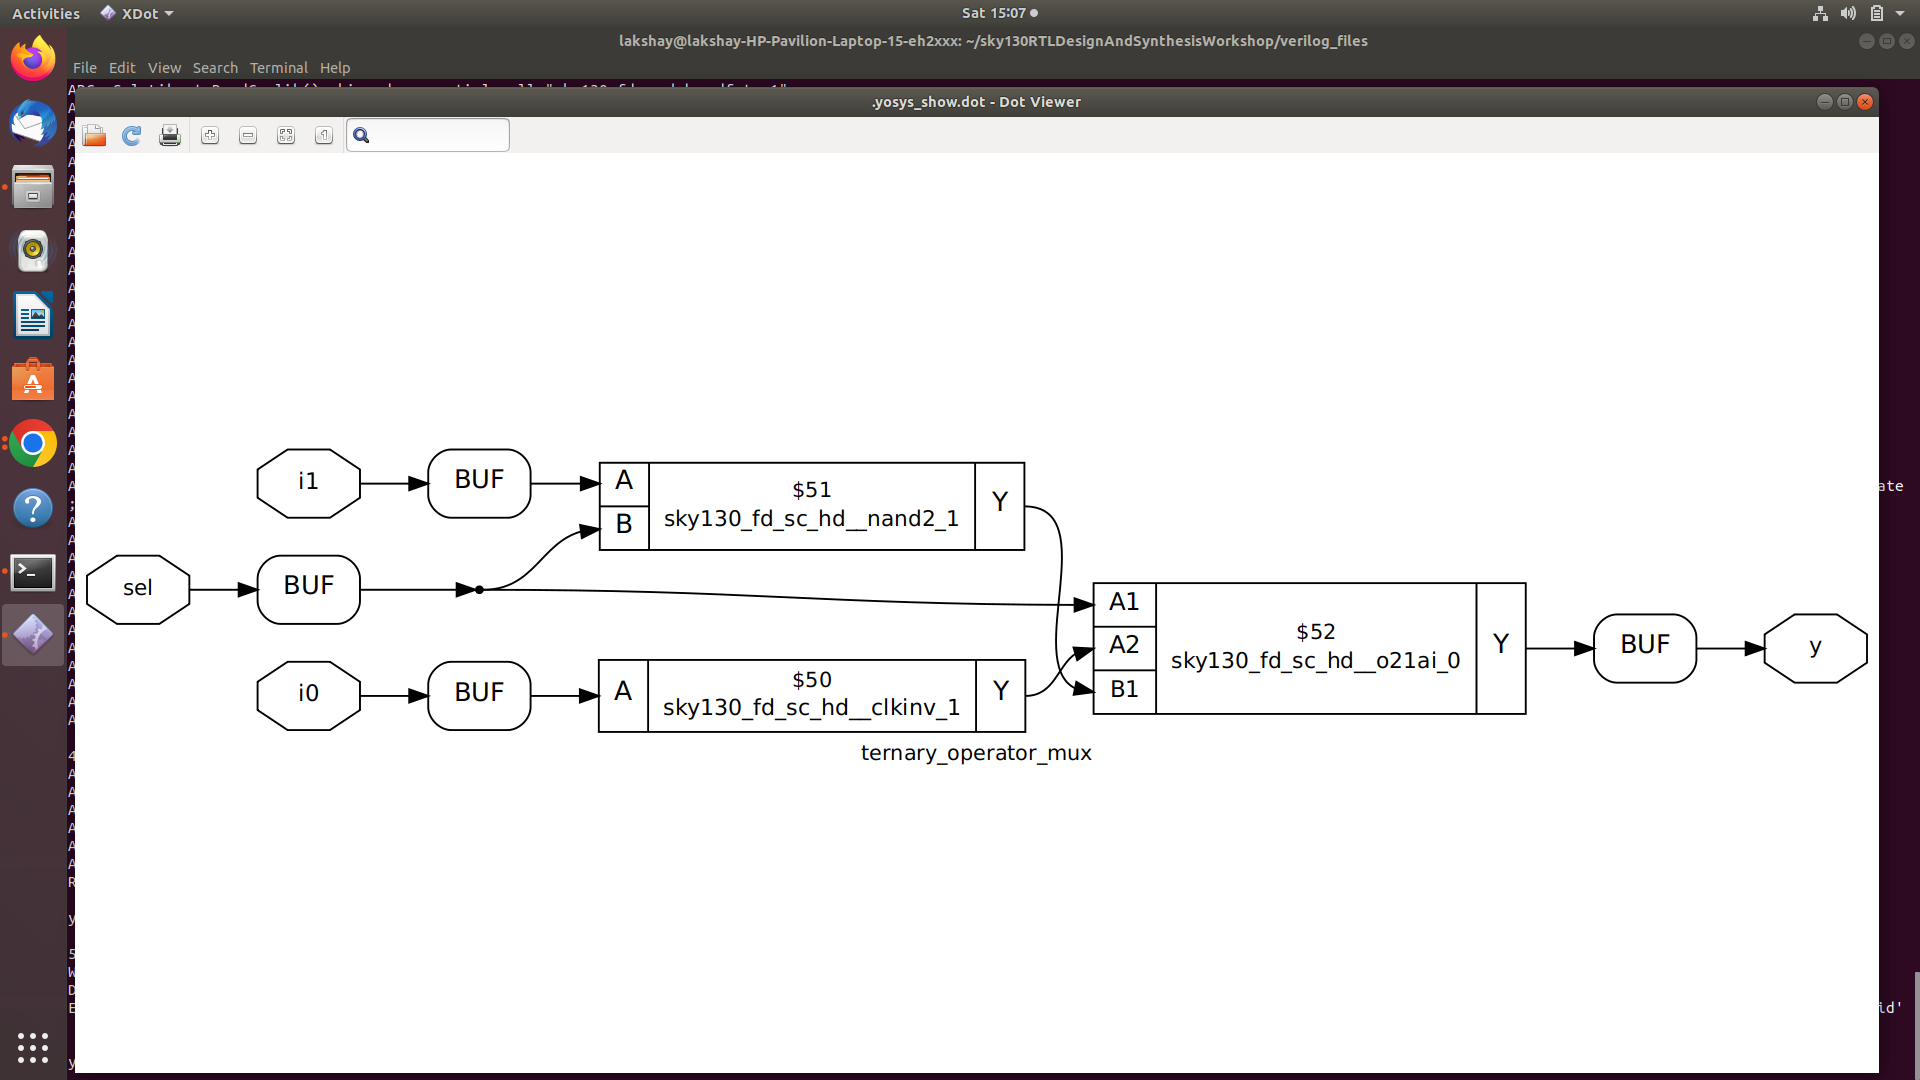 Activities XDot Sat 15:07
lakshay@lakshay-HP-Pavilion-Laptop-15-eh2xxx: ~/sky130RTLDesignAndSynthesisWorkshop/verilog_files
File Edit View Search Terminal Help
.yosys_show.dot - Dot Viewer
i1 BUF A $51 Y
B sky130_fd_sc_hd__nand2_1
ate
sel BUF
A1 $52 Y BUF y
A2 sky130_fd_sc_hd__o21ai_0
B1
i0 BUF A $50 Y
sky130_fd_sc_hd__clkinv_1
ternary_operator_mux
id'